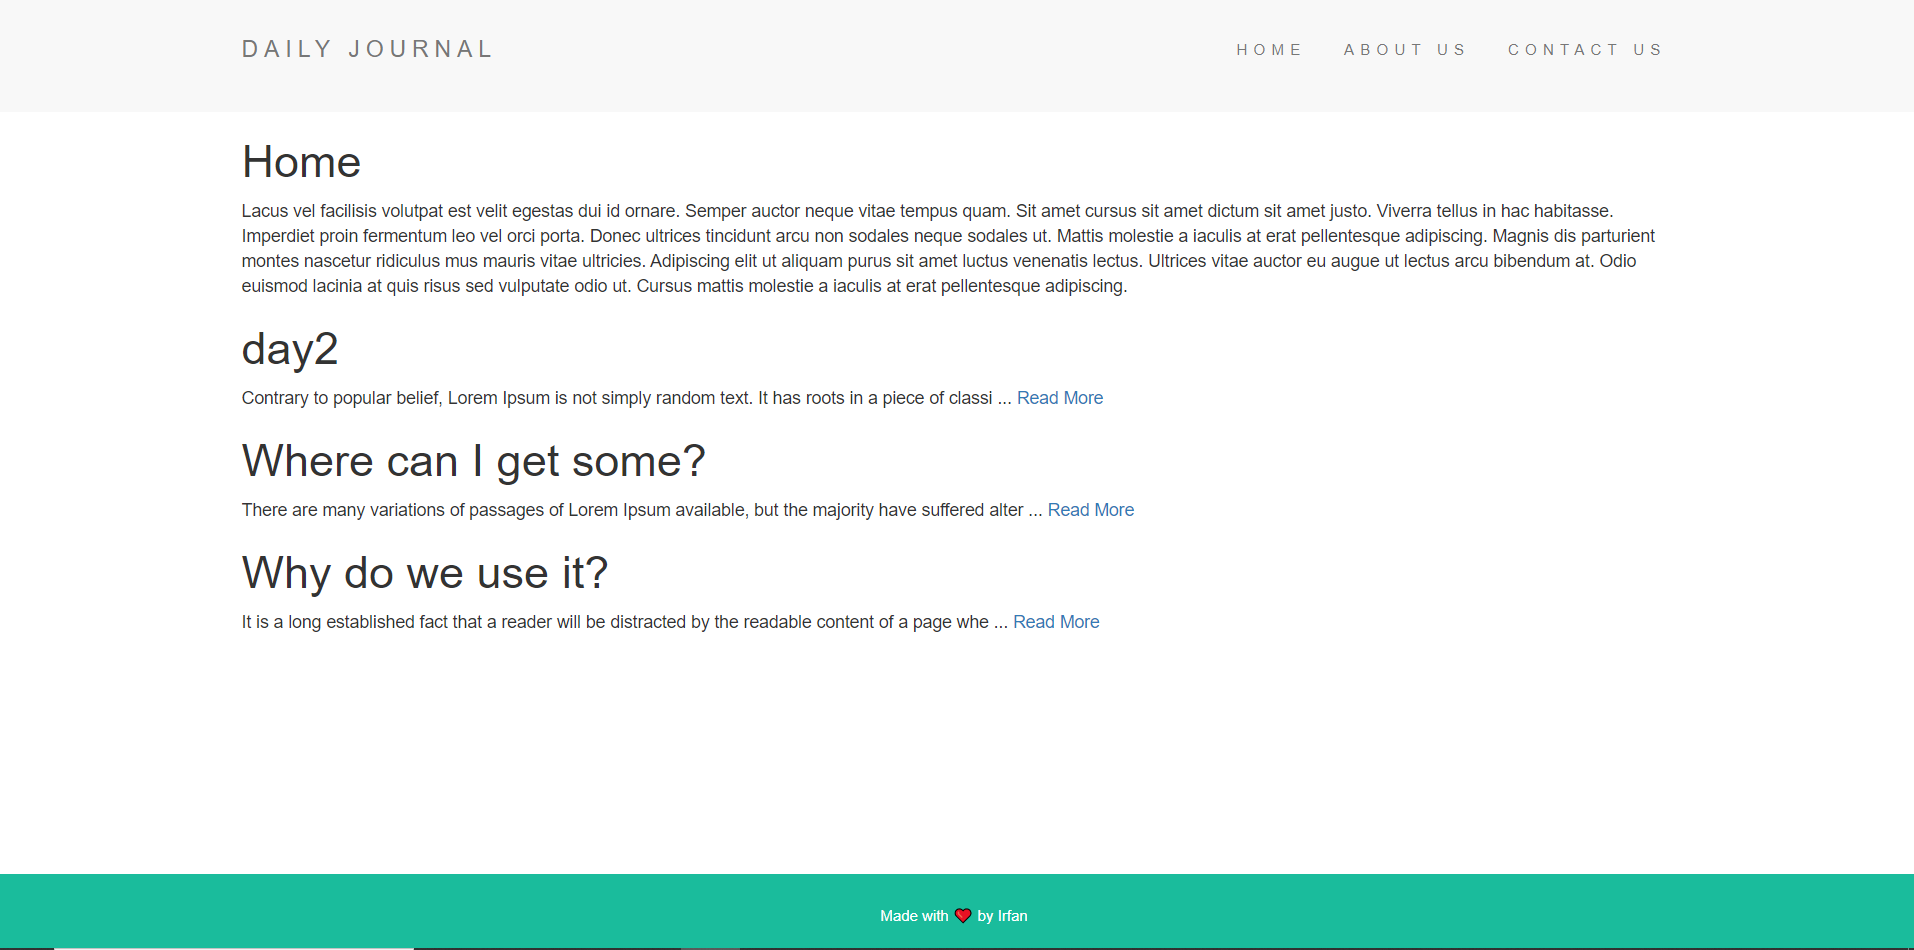 DAILY JOURNAL
HOME ABOUT US CONTACT US
Home
Lacus vel facilisis volutpat est velit egestas dui id ornare. Semper auctor neque vitae tempus quam. Sit amet cursus sit amet dictum sit amet justo. Viverra tellus in hac habitasse.
Imperdiet proin fermentum leo vel orci porta. Donec ultrices tincidunt arcu non sodales neque sodales ut. Mattis molestie a iaculis at erat pellentesque adipiscing. Magnis dis parturient
montes nascetur ridiculus mus mauris vitae ultricies. Adipiscing elit ut aliquam purus sit amet luctus venenatis lectus. Ultrices vitae auctor eu augue ut lectus arcu bibendum at. Odio
euismod lacinia at quis risus sed vulputate odio ut. Cursus mattis molestie a iaculis at erat pellentesque adipiscing.
day2
Contrary to popular belief, Lorem Ipsum is not simply random text. It has roots in a piece of classi ... Read More
Where can I get some?
There are many variations of passages of Lorem Ipsum available, but the majority have suffered alter ... Read More
Why do we use it?
It is a long established fact that a reader will be distracted by the readable content of a page whe ... Read More
Made with ❤ by Irfan